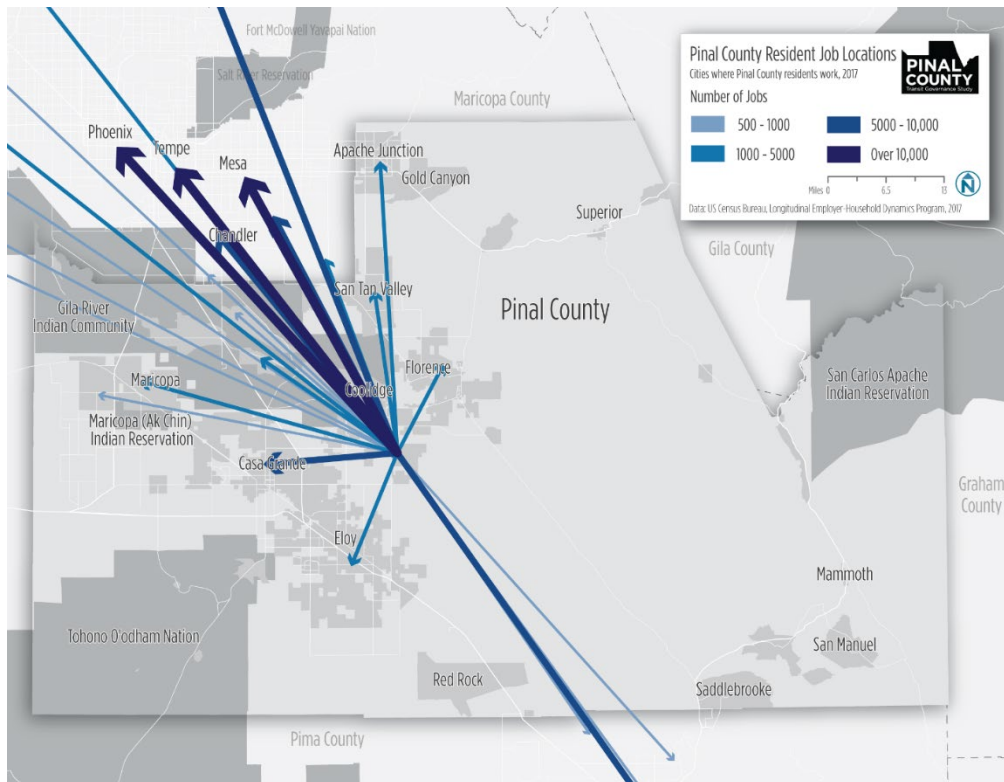 Fort McDowell Yavapai Nation
Salt River Reservation
Maricopa County
Pinal County Resident Job Locations
Cities where Pinal County residents work, 2017
PINAL
COUNTY
Transit Governance Study
Number of Jobs
500 - 1000
5000 - 10,000
1000 - 5000
Over 10,000
Miles 0 6.5 13
N
Data: US Census Bureau, Longitudinal Employer-Household Dynamics Program, 2017
Phoenix
Tempe
Mesa
Apache Junction
Gold Canyon
Superior
Chandler
Gila County
San Tap Valley
Gila River
Indian Community
Pinal County
Florence
Maricopa
Coolidge
San Carlos Apache
Indian Reservation
Maricopa (Ak Chin)
Indian Reservation
Casa Grande
Graham
County
Eloy
Mammoth
Tohono O'odham Nation
San Manuel
Red Rock
Saddlebrooke
Pima County